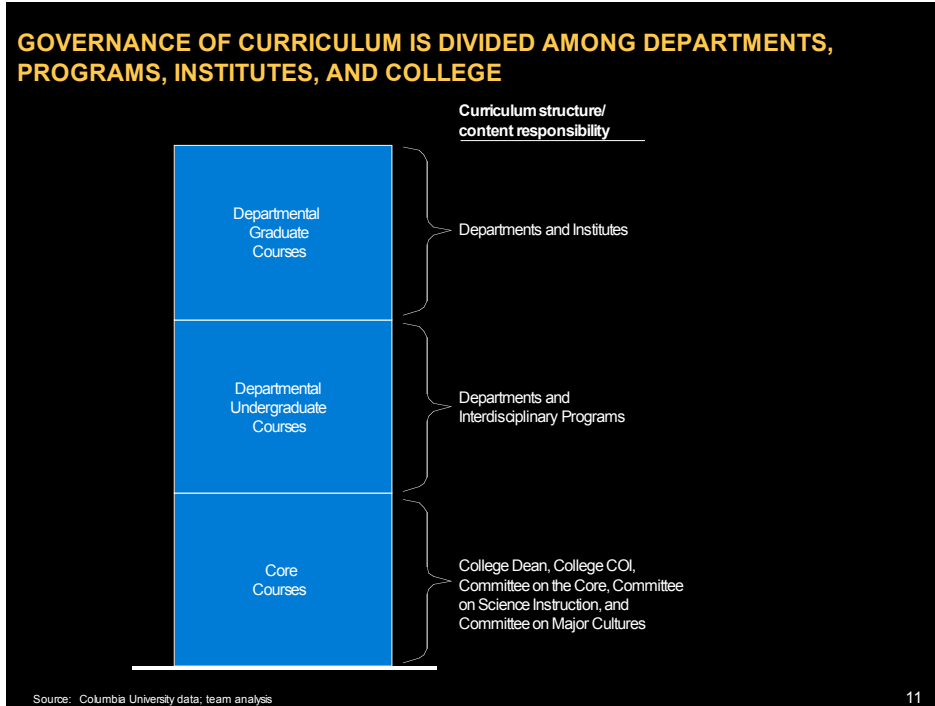 GOVERNANCE OF CURRICULUM IS DIVIDED AMONG DEPARTMENTS,
PROGRAMS, INSTITUTES, AND COLLEGE
Curriculum structure/
content responsibility
Departmental
Graduate
Courses
Departments and Institutes
Departmental
Undergraduate
Courses
Departments and
Interdisciplinary Programs
Core
Courses
College Dean, College COI,
Committee on the Core, Committee
on Science Instruction, and
Committee on Major Cultures
Source: Columbia University data; team analysis
11